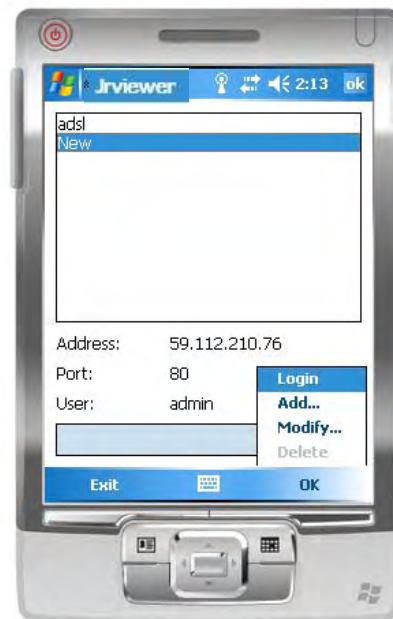 Jrviewer 2:13 ok
adsl
New
Address: 59.112.210.76
Port: 80
User: admin
Login
Add...
Modify...
Delete
Exit OK